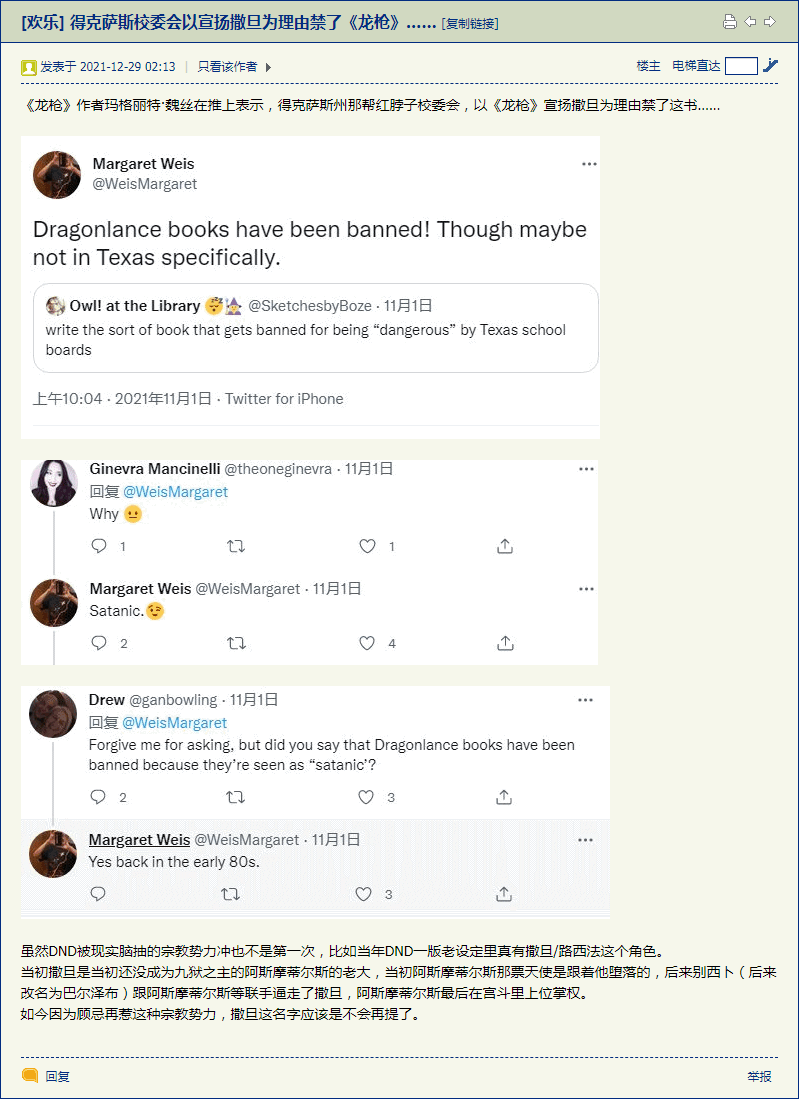 [欢乐] 得克萨斯校委会以宣扬撒旦为理由禁了《龙枪》…… [复制链接]
发表于 2021-12-29 02:13 | 只看该作者
楼主 电梯直达
《龙枪》作者玛格丽特·魏丝在推上表示，得克萨斯州那帮红脖子校委会，以《龙枪》宣扬撒旦为理由禁了这书……
Margaret Weis
@WeisMargaret
Dragonlance books have been banned! Though maybe
not in Texas specifically.
Owl! at the Library 😴🧙‍♀️ @SketchesbyBoze · 11月1日
write the sort of book that gets banned for being “dangerous” by Texas school
boards
上午10:04 · 2021年11月1日 · Twitter for iPhone
Ginevra Mancinelli @theoneginevra · 11月1日
回复 @WeisMargaret
Why 😐
1 1
Margaret Weis @WeisMargaret · 11月1日
Satanic.😉
2 4
Drew @ganbowling · 11月1日
回复 @WeisMargaret
Forgive me for asking, but did you say that Dragonlance books have been
banned because they’re seen as “satanic’?
2 3
Margaret Weis @WeisMargaret · 11月1日
Yes back in the early 80s.
3
虽然DND被现实脑抽的宗教势力冲也不是第一次，比如当年DND一版老设定里真有撒旦/路西法这个角色。
当初撒旦是当初还没成为九狱之主的阿斯摩蒂尔斯的老大，当初阿斯摩蒂尔斯那票天使是跟着他堕落的，后来别西卜（后来
改名为巴尔泽布）跟阿斯摩蒂尔斯等联手逼走了撒旦，阿斯摩蒂尔斯最后在宫斗里上位掌权。
如今因为顾忌再惹这种宗教势力，撒旦这名字应该是不会再提了。
回复
举报